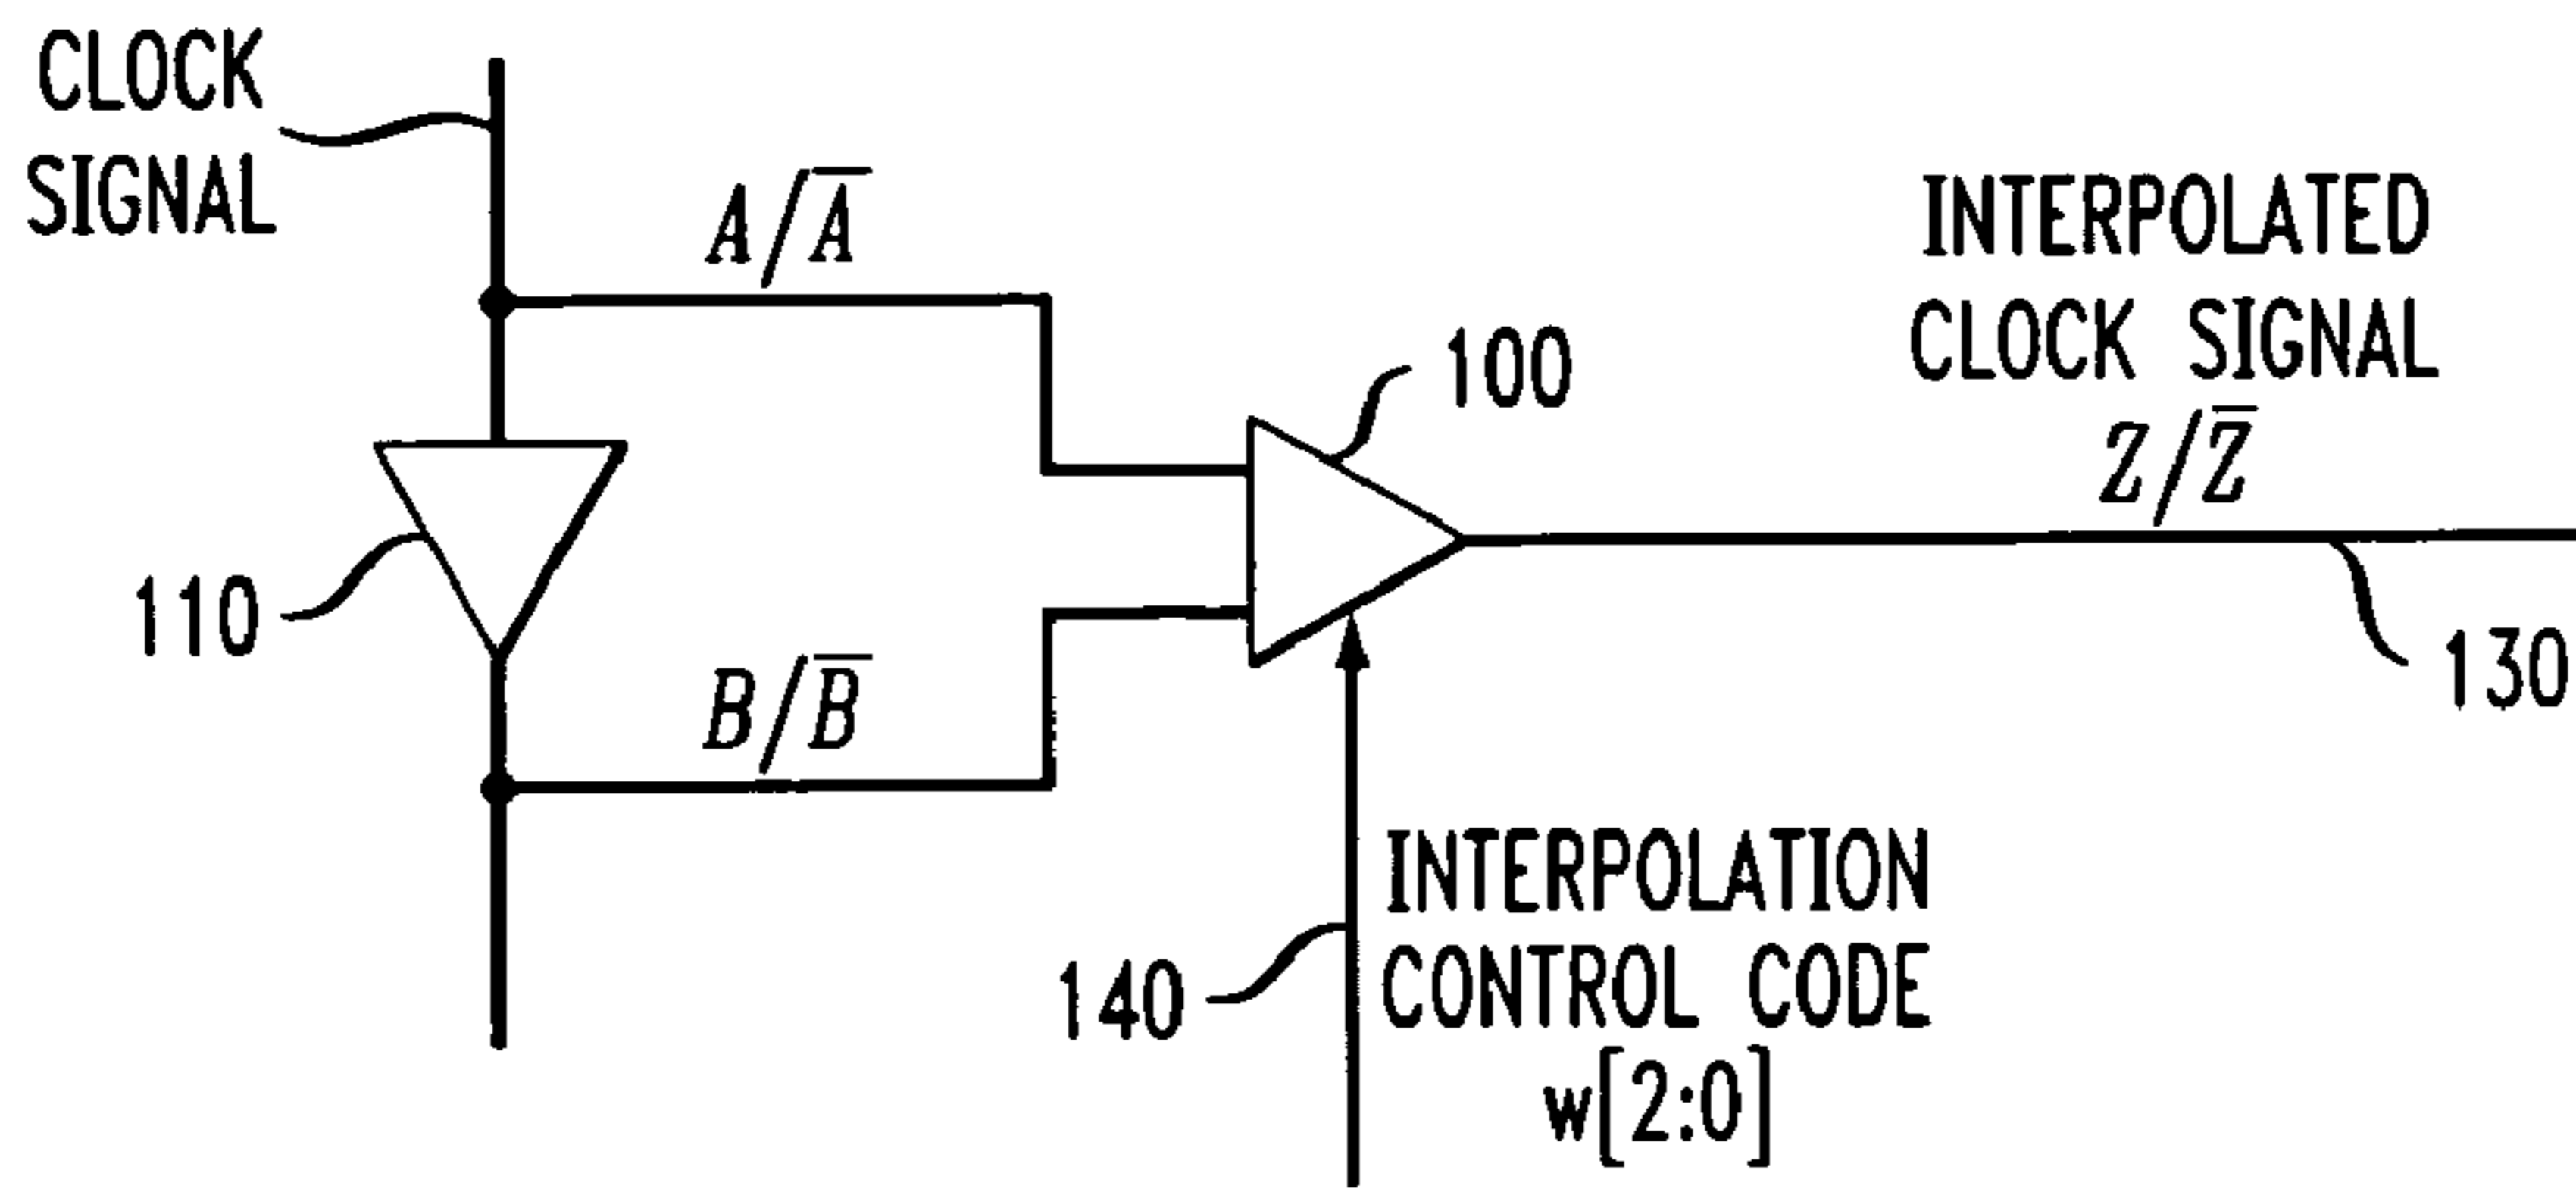 CLOCK
SIGNAL
A/A̅
100
INTERPOLATED
CLOCK SIGNAL
Z/Z̅
110
B/B̅
130
140
INTERPOLATION
CONTROL CODE
w[2:0]